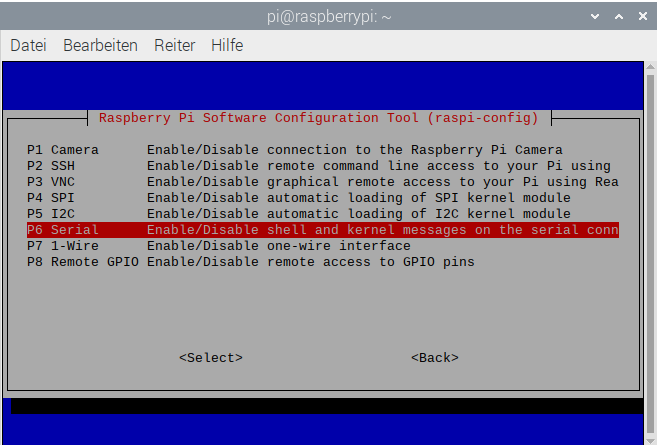 pi@raspberrypi: ~
Datei Bearbeiten Reiter Hilfe
Raspberry Pi Software Configuration Tool (raspi-config)
P1 Camera Enable/Disable connection to the Raspberry Pi Camera
P2 SSH Enable/Disable remote command line access to your Pi using
P3 VNC Enable/Disable graphical remote access to your Pi using Rea
P4 SPI Enable/Disable automatic loading of SPI kernel module
P5 I2C Enable/Disable automatic loading of I2C kernel module
P6 Serial Enable/Disable shell and kernel messages on the serial conn
P7 1-Wire Enable/Disable one-wire interface
P8 Remote GPIO Enable/Disable remote access to GPIO pins
<Select> <Back>